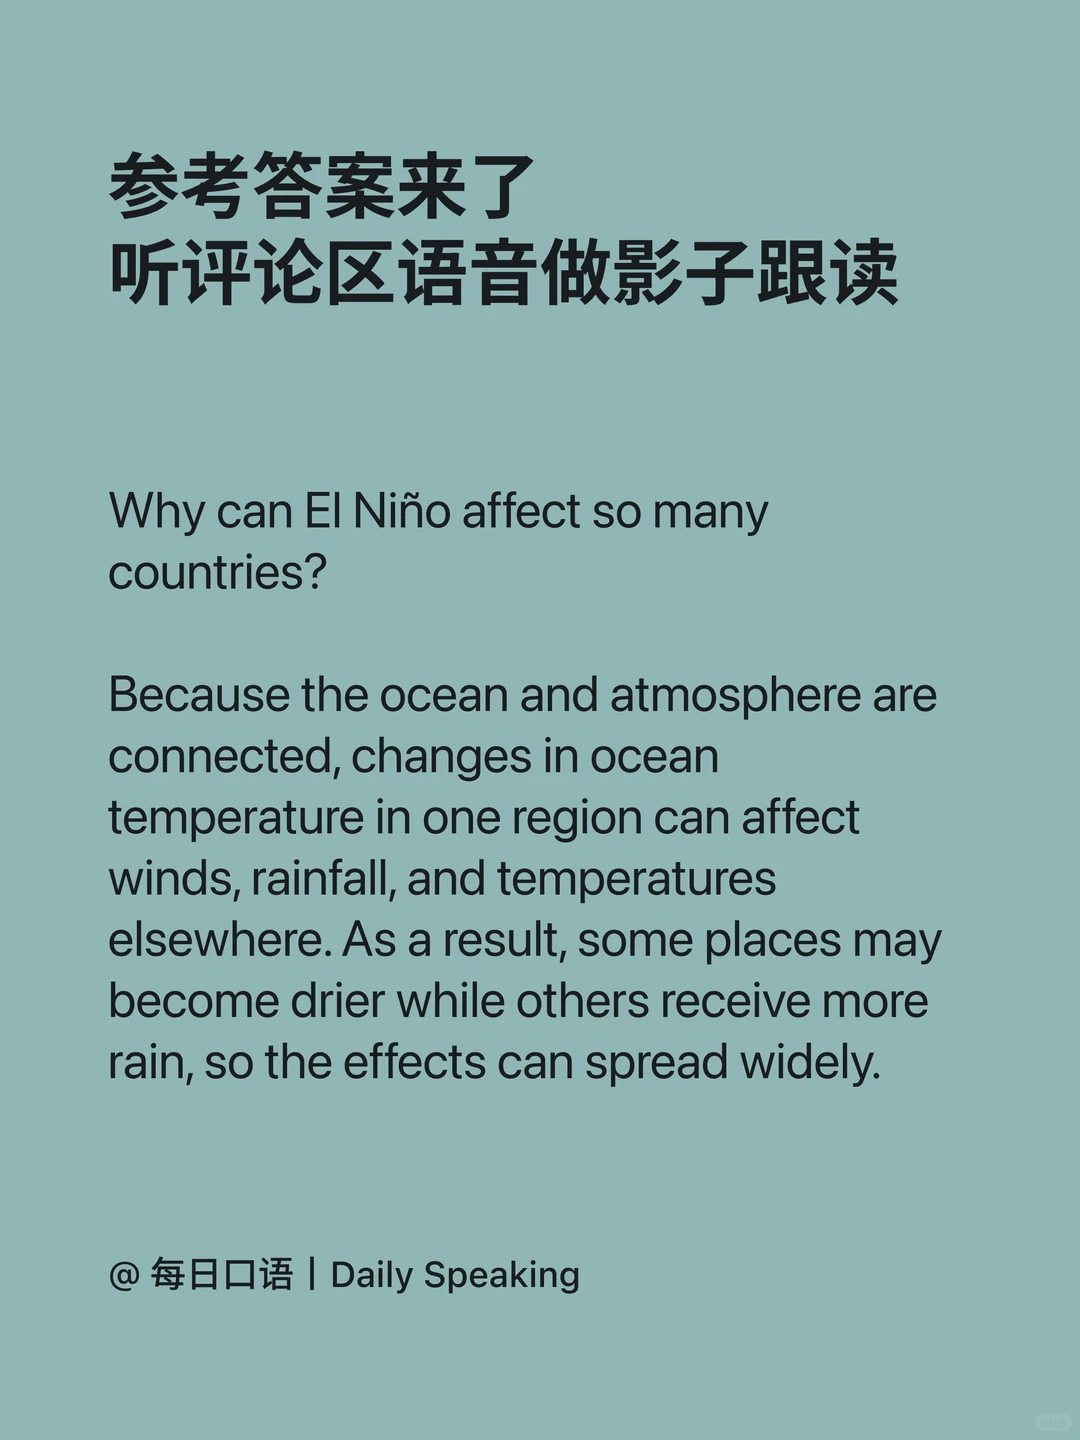 参考答案来了
听评论区语音做影子跟读
Why can El Niño affect so many
countries?
Because the ocean and atmosphere are
connected, changes in ocean
temperature in one region can affect
winds, rainfall, and temperatures
elsewhere. As a result, some places may
become drier while others receive more
rain, so the effects can spread widely.
@ 每日口语｜Daily Speaking